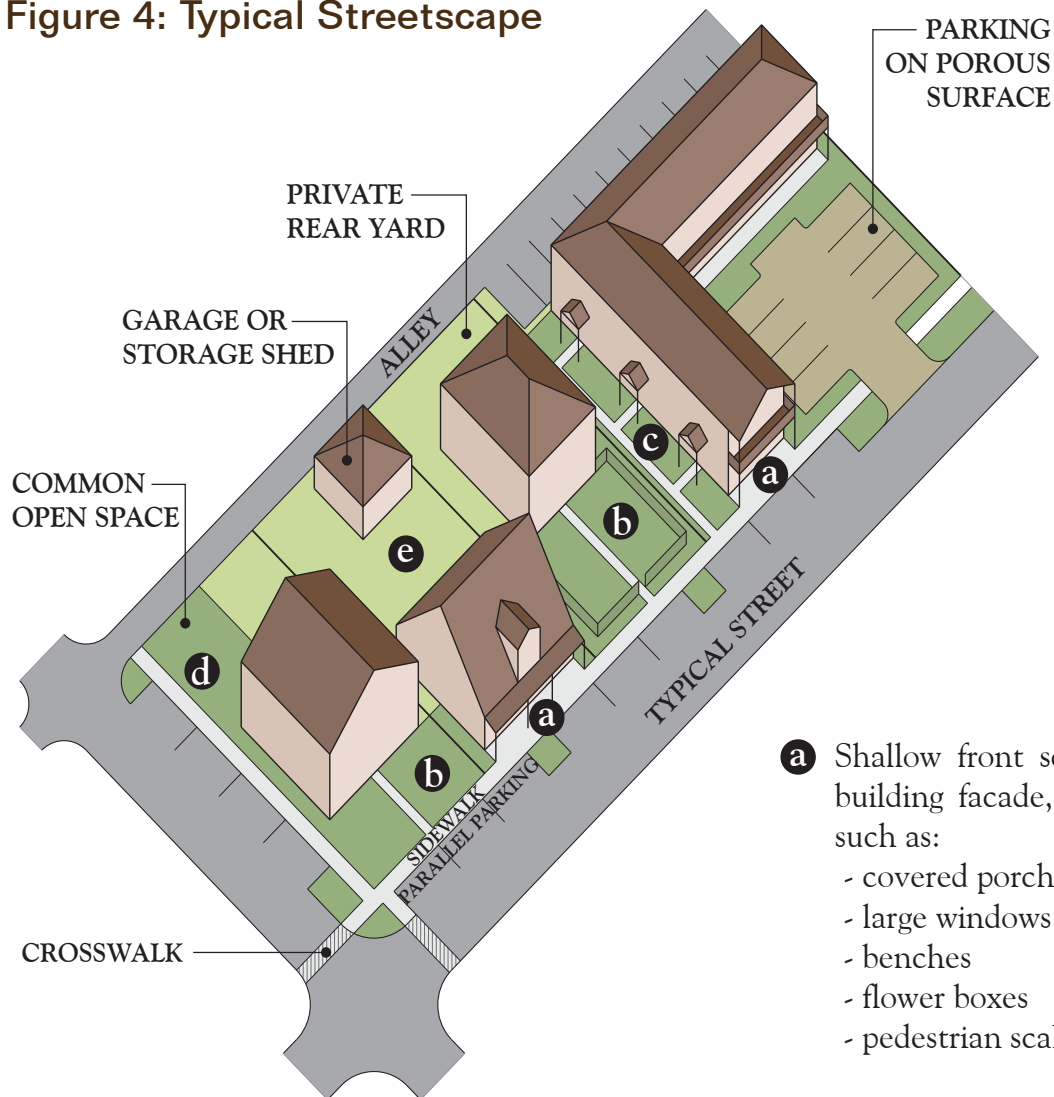 Figure 4: Typical Streetscape
PARKING
ON POROUS
SURFACE
PRIVATE
REAR YARD
GARAGE OR
STORAGE SHED
ALLEY
COMMON
OPEN SPACE
c
a
b
e
d
TYPICAL STREET
a
b
SIDEWALK
PARALLEL PARKING
CROSSWALK
a Shallow front
building facade,
such as:
- covered porch
- large windows
- benches
- flower boxes
- pedestrian